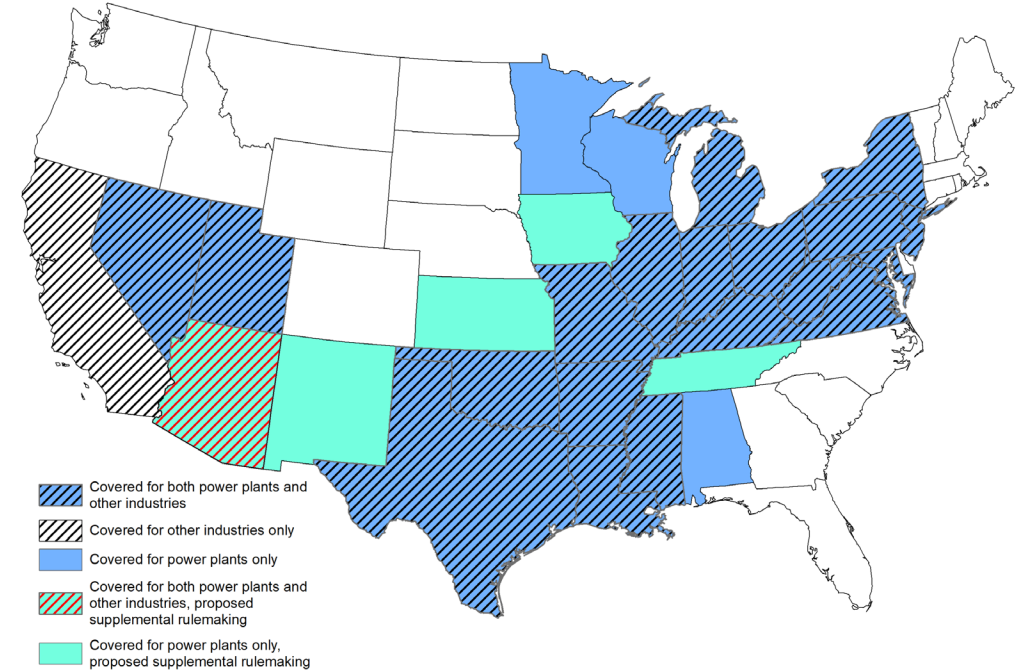 Covered for both power plants and
other industries
Covered for other industries only
Covered for power plants only
Covered for both power plants and
other industries, proposed
supplemental rulemaking
Covered for power plants only,
proposed supplemental rulemaking